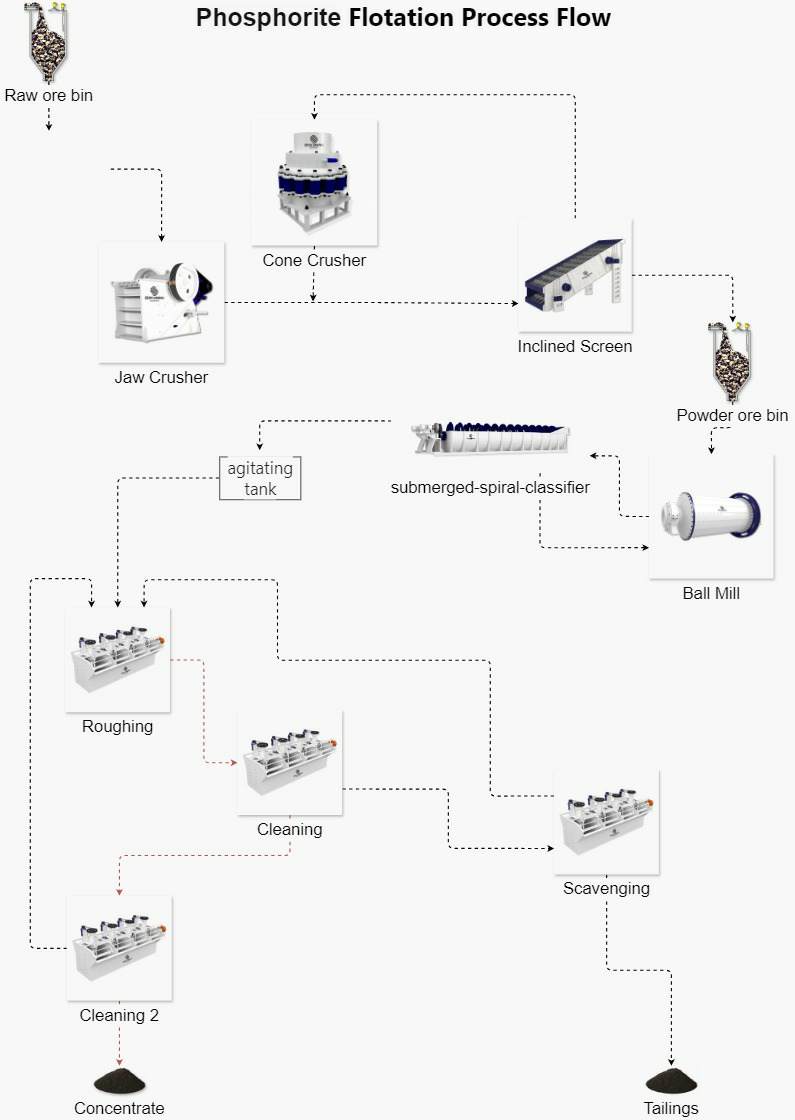 Phosphorite Flotation Process Flow
Raw ore bin
Cone Crusher
Inclined Screen
Jaw Crusher
Powder ore bin
agitating
tank
submerged-spiral-classifier
Ball Mill
Roughing
Cleaning
Scavenging
Cleaning 2
Concentrate
Tailings